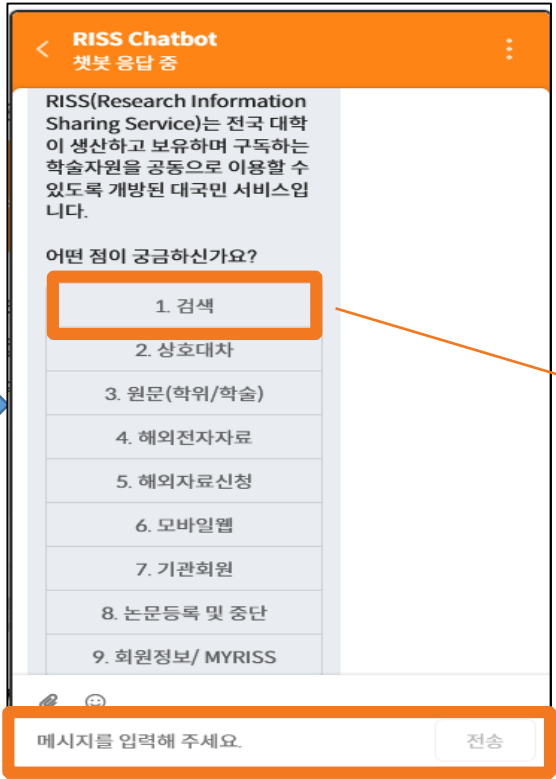 RISS Chatbot
챗봇 응답 중
RISS(Research Information
Sharing Service)는 전국 대학
이 생산하고 보유하며 구독하는
학술자원을 공동으로 이용할 수
있도록 개방된 대국민 서비스입
니다.
어떤 점이 궁금하신가요?
1. 검색
2. 상호대차
3. 원문(학위/학술)
4. 해외전자자료
5. 해외자료신청
6. 모바일웹
7. 기관회원
8. 논문등록 및 중단
9. 회원정보/ MYRISS
메시지를 입력해 주세요.
전송